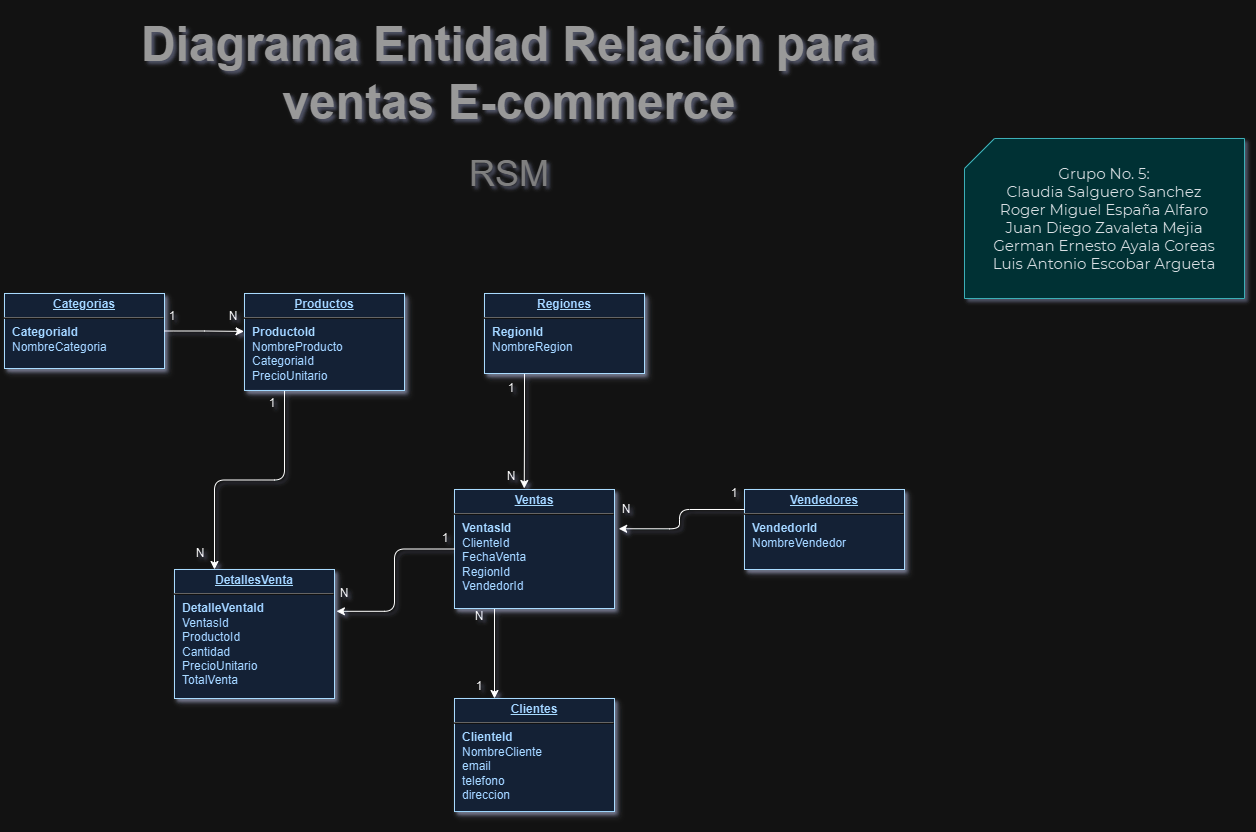 Diagrama Entidad Relación para
ventas E-commerce
RSM
Grupo No. 5:
Claudia Salguero Sanchez
Roger Miguel España Alfaro
Juan Diego Zavaleta Mejia
German Ernesto Ayala Coreas
Luis Antonio Escobar Argueta
Categorias
CategoriaId
NombreCategoria
1
N
Productos
ProductoId
NombreProducto
CategoriaId
PrecioUnitario
1
Regiones
RegionId
NombreRegion
1
N
Ventas
VentasId
ClienteId
FechaVenta
RegionId
VendedorId
N
1
Vendedores
VendedorId
NombreVendedor
1
N
N
DetallesVenta
DetalleVentaId
VentasId
ProductoId
Cantidad
PrecioUnitario
TotalVenta
N
1
Clientes
ClienteId
NombreCliente
email
telefono
direccion